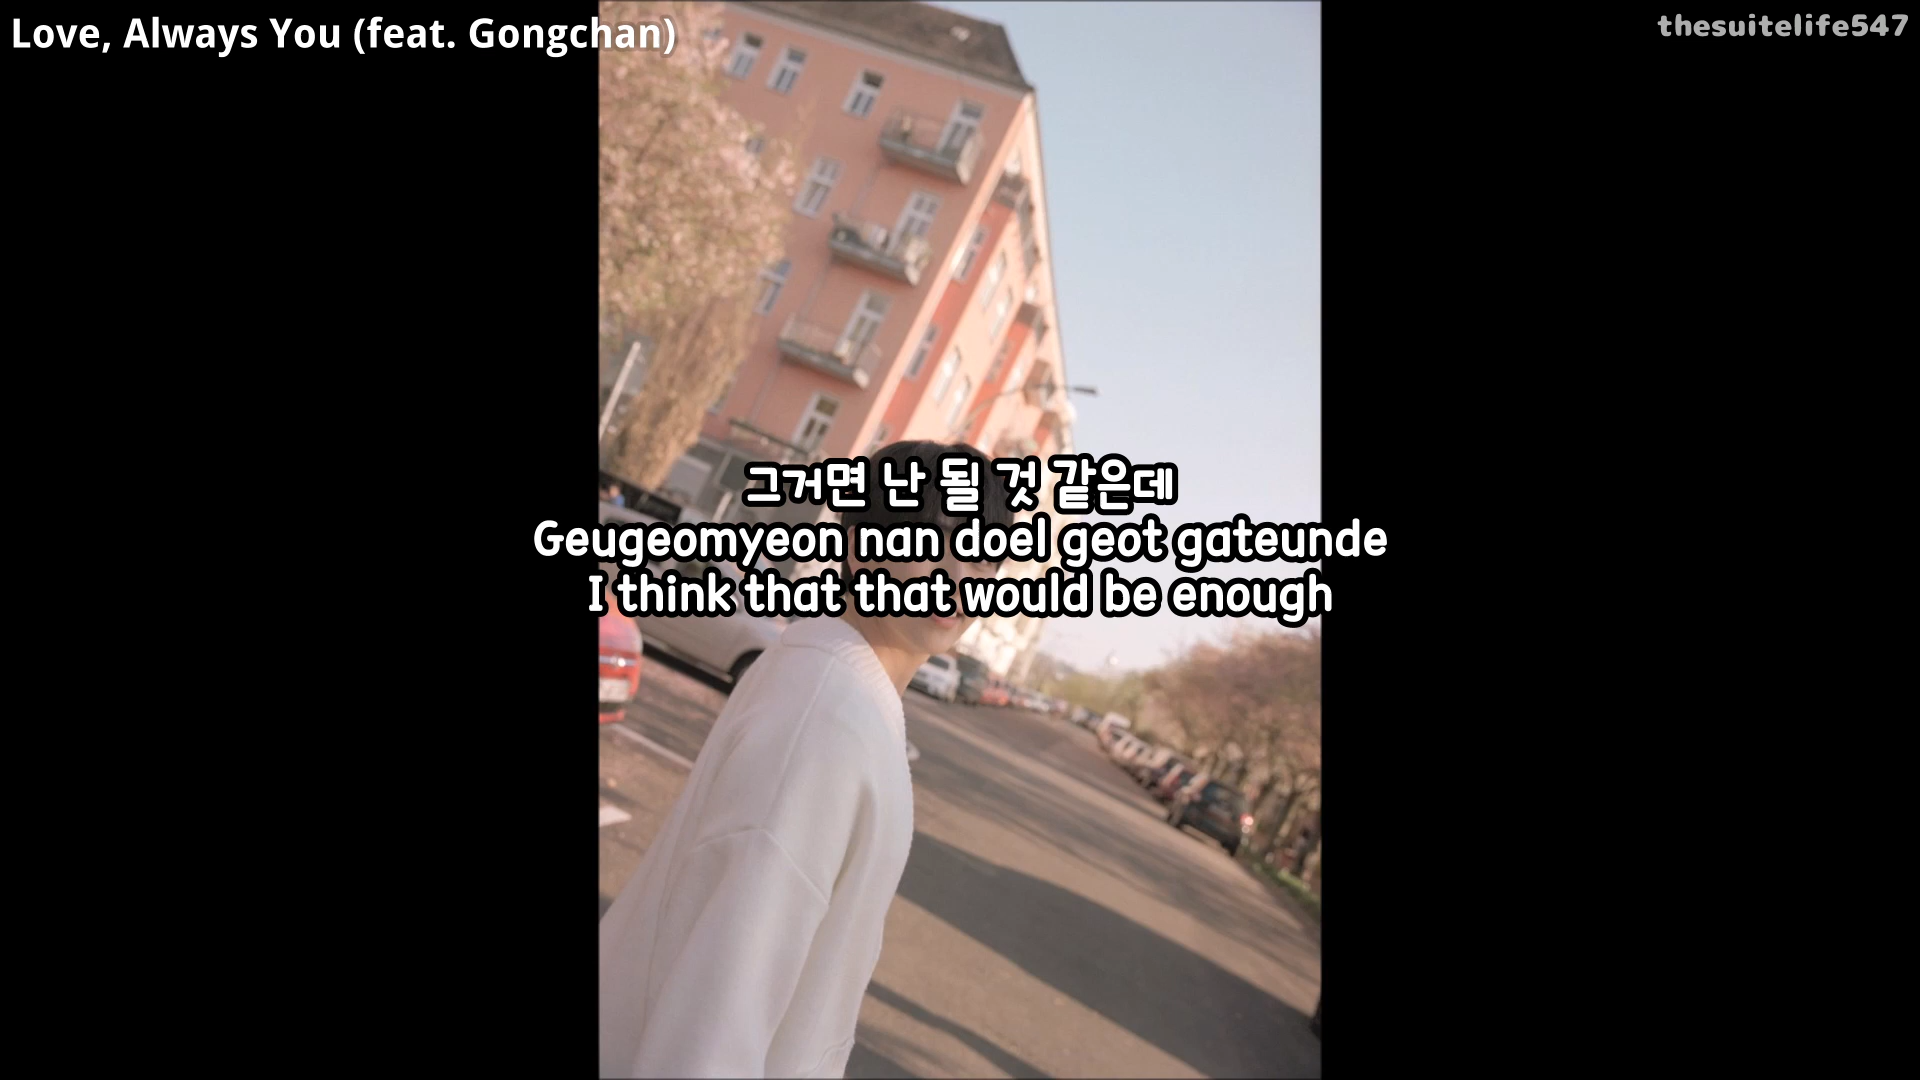 Love, Always You (feat. Gongchan)
thesuitelife547
그거면 난 될 것 같은데
Geugeomyeon nan doel geot gateunde
I think that that would be enough